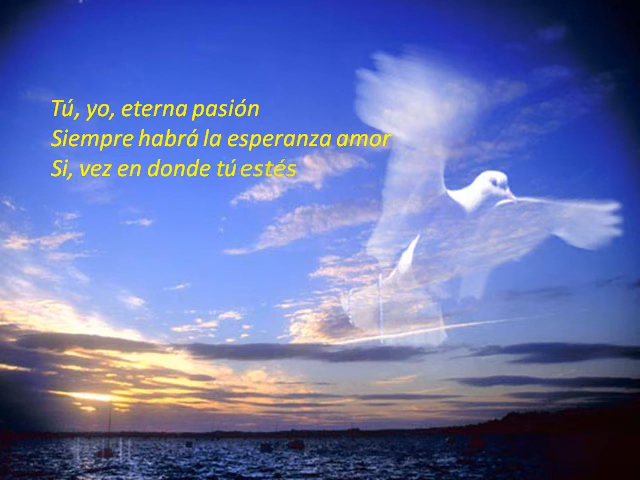 Tú, yo, eterna pasión
Siempre habrá la esperanza amor
Si, vez en donde tú estés